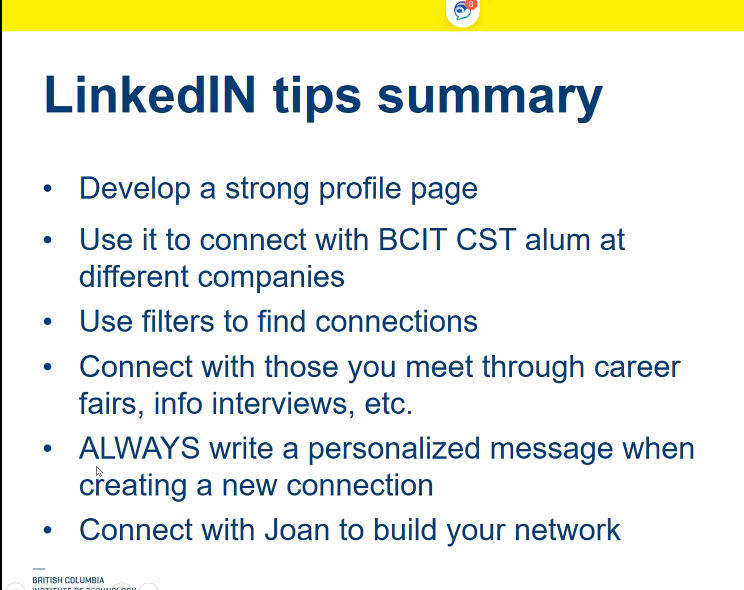 6
LinkedIN tips summary
• Develop a strong profile page
• Use it to connect with BCIT CST alum at
different companies
• Use filters to find connections
• Connect with those you meet through career
fairs, info interviews, etc.
• ALWAYS write a personalized message when
creating a new connection
• Connect with Joan to build your network
BRITISH COLUMBIA
INSTITUTE OF TECHNOLOGY